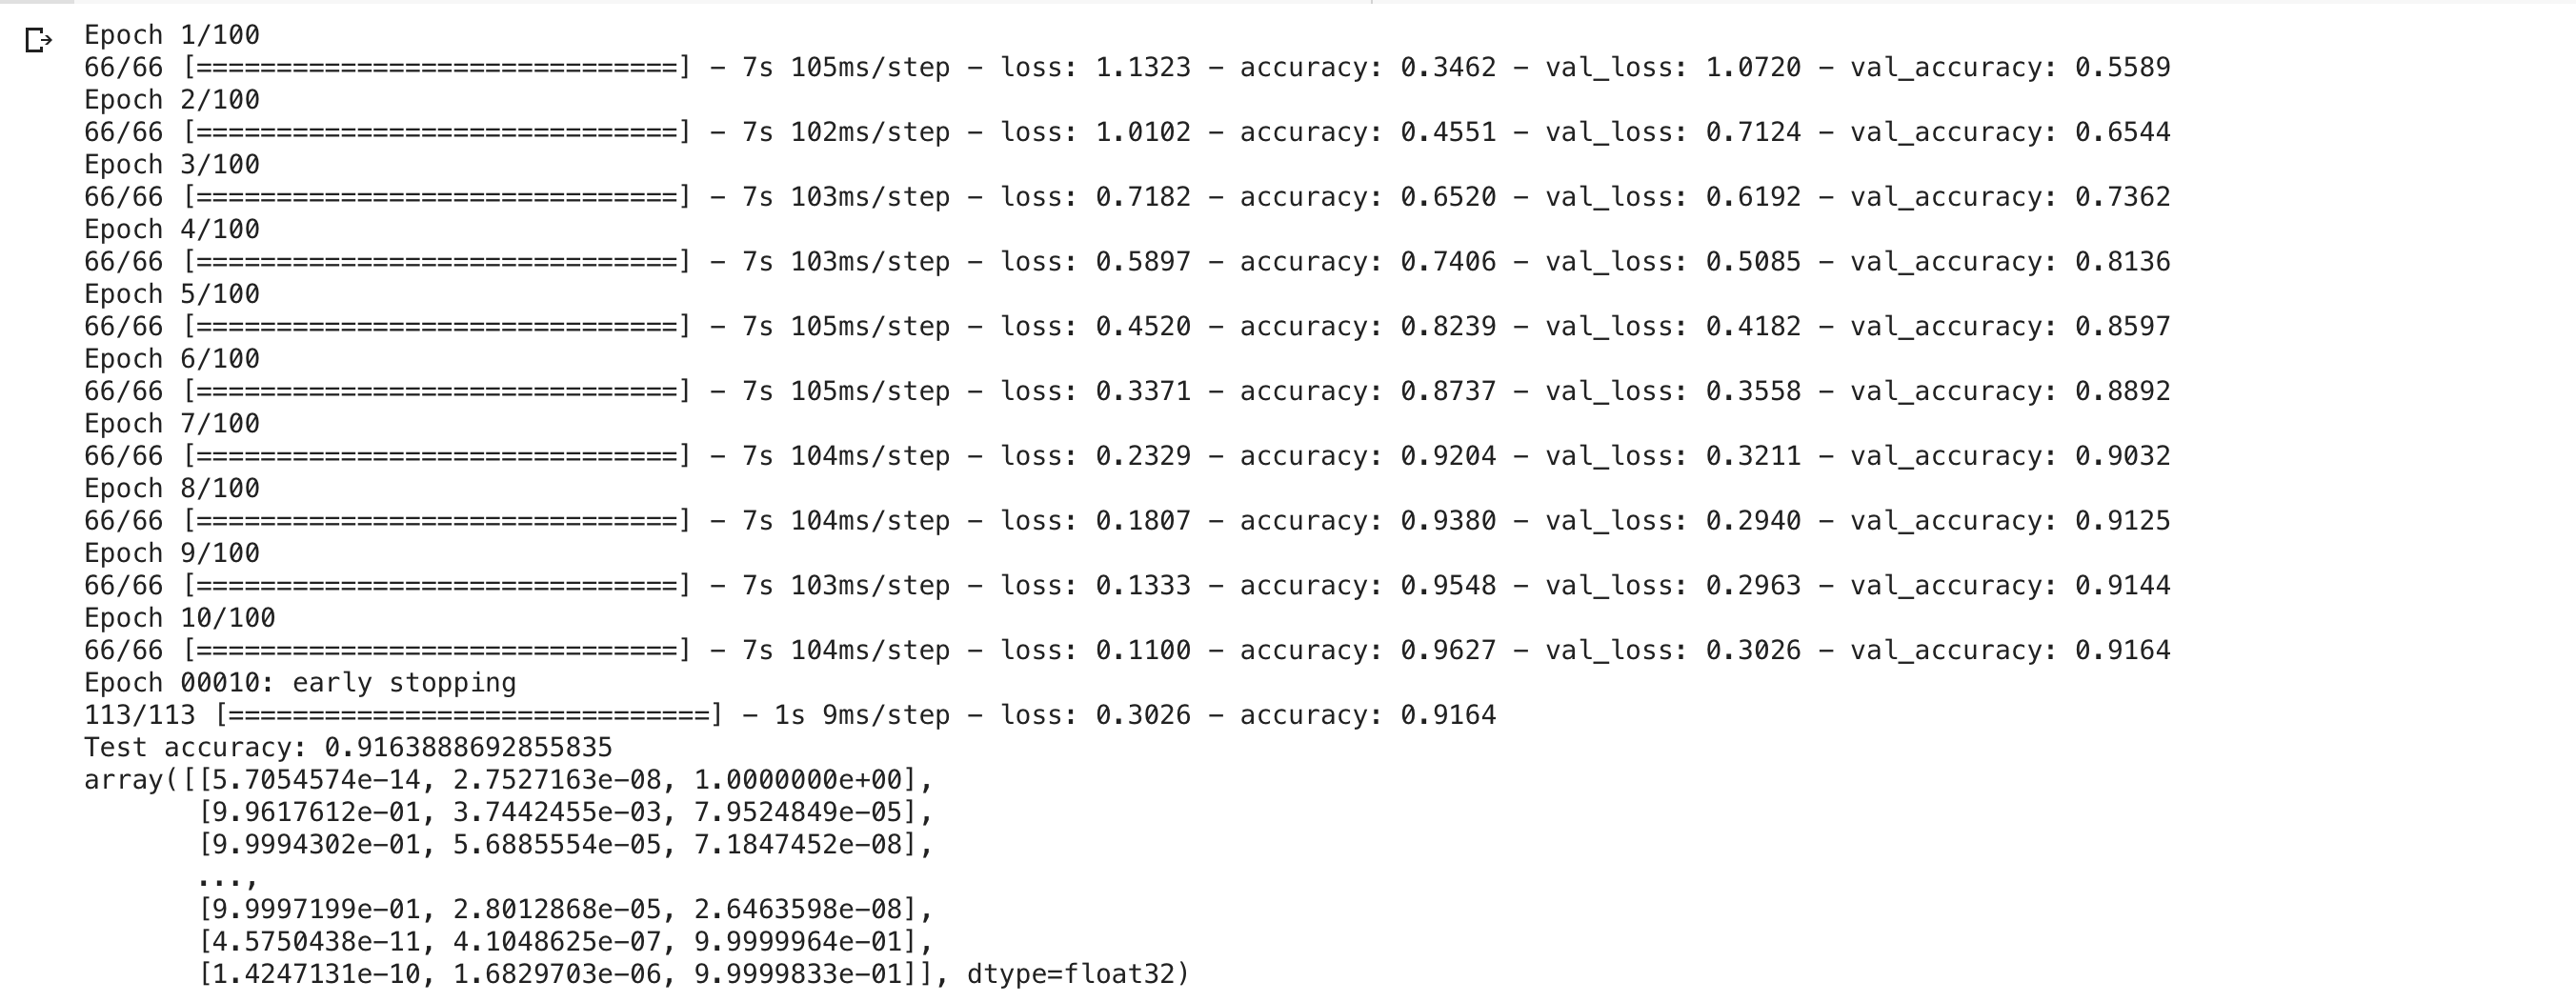 Epoch 1/100
66/66 [==============================] - 7s 105ms/step - loss: 1.1323 - accuracy: 0.3462 - val_loss: 1.0720 - val_accuracy: 0.5589
Epoch 2/100
66/66 [==============================] - 7s 102ms/step - loss: 1.0102 - accuracy: 0.4551 - val_loss: 0.7124 - val_accuracy: 0.6544
Epoch 3/100
66/66 [==============================] - 7s 103ms/step - loss: 0.7182 - accuracy: 0.6520 - val_loss: 0.6192 - val_accuracy: 0.7362
Epoch 4/100
66/66 [==============================] - 7s 103ms/step - loss: 0.5897 - accuracy: 0.7406 - val_loss: 0.5085 - val_accuracy: 0.8136
Epoch 5/100
66/66 [==============================] - 7s 105ms/step - loss: 0.4520 - accuracy: 0.8239 - val_loss: 0.4182 - val_accuracy: 0.8597
Epoch 6/100
66/66 [==============================] - 7s 105ms/step - loss: 0.3371 - accuracy: 0.8737 - val_loss: 0.3558 - val_accuracy: 0.8892
Epoch 7/100
66/66 [==============================] - 7s 104ms/step - loss: 0.2329 - accuracy: 0.9204 - val_loss: 0.3211 - val_accuracy: 0.9032
Epoch 8/100
66/66 [==============================] - 7s 104ms/step - loss: 0.1807 - accuracy: 0.9380 - val_loss: 0.2940 - val_accuracy: 0.9125
Epoch 9/100
66/66 [==============================] - 7s 103ms/step - loss: 0.1333 - accuracy: 0.9548 - val_loss: 0.2963 - val_accuracy: 0.9144
Epoch 10/100
66/66 [==============================] - 7s 104ms/step - loss: 0.1100 - accuracy: 0.9627 - val_loss: 0.3026 - val_accuracy: 0.9164
Epoch 00010: early stopping
113/113 [==============================] - 1s 9ms/step - loss: 0.3026 - accuracy: 0.9164
Test accuracy: 0.9163888692855835
array([[5.7054574e-14, 2.7527163e-08, 1.0000000e+00],
[9.9617612e-01, 3.7442455e-03, 7.9524849e-05],
[9.9994302e-01, 5.6885554e-05, 7.1847452e-08],
...,
[9.9997199e-01, 2.8012868e-05, 2.6463598e-08],
[4.5750438e-11, 4.1048625e-07, 9.9999964e-01],
[1.4247131e-10, 1.6829703e-06, 9.9999833e-01]], dtype=float32)